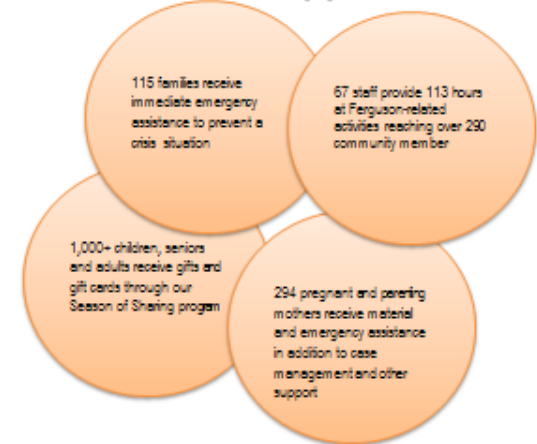 115 families receive
immediate emergency
assistance to prevent a
crisis situation
67 staff provide 113 hours
at Ferguson-related
activities reaching over 290
community member
1,000+ children, seniors
and adults receive gifts and
gift cards through our
Season of Sharing program
294 pregnant and parenting
mothers receive material
and emergency assistance
in addition to case
management and other
support